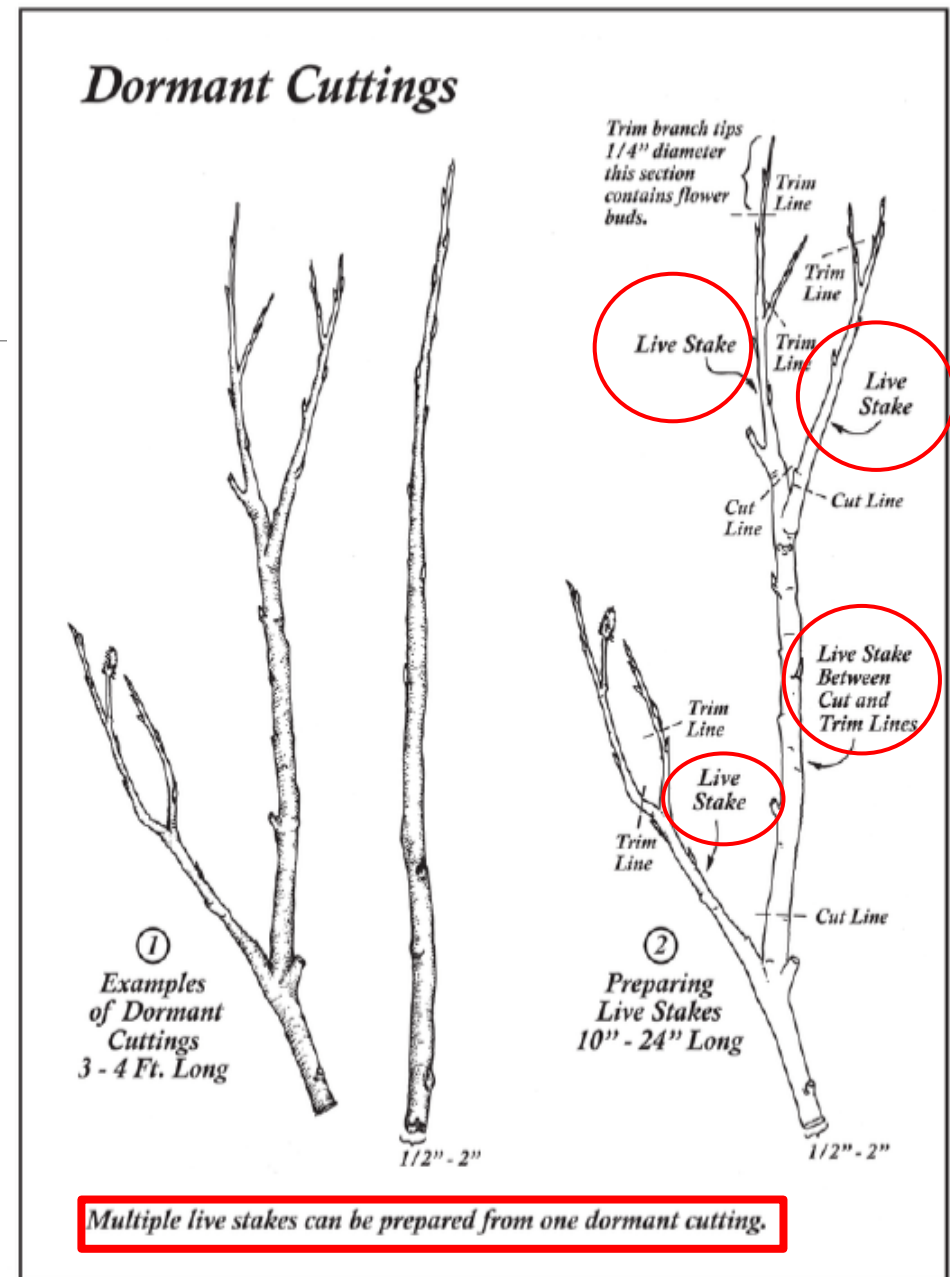 Dormant Cuttings
Trim branch tips
1/4” diameter
this section
contains flower
buds.
Trim
Line
Trim
Line
Live Stake
Trim
Line
Live
Stake
Cut
Line
Cut Line
Live Stake
Between
Cut and
Trim Lines
Trim
Line
Live
Stake
Trim
Line
Cut Line
1
Examples
of Dormant
Cuttings
3 - 4 Ft. Long
2
Preparing
Live Stakes
10” - 24” Long
1/2” - 2”
1/2” - 2”
Multiple live stakes can be prepared from one dormant cutting.